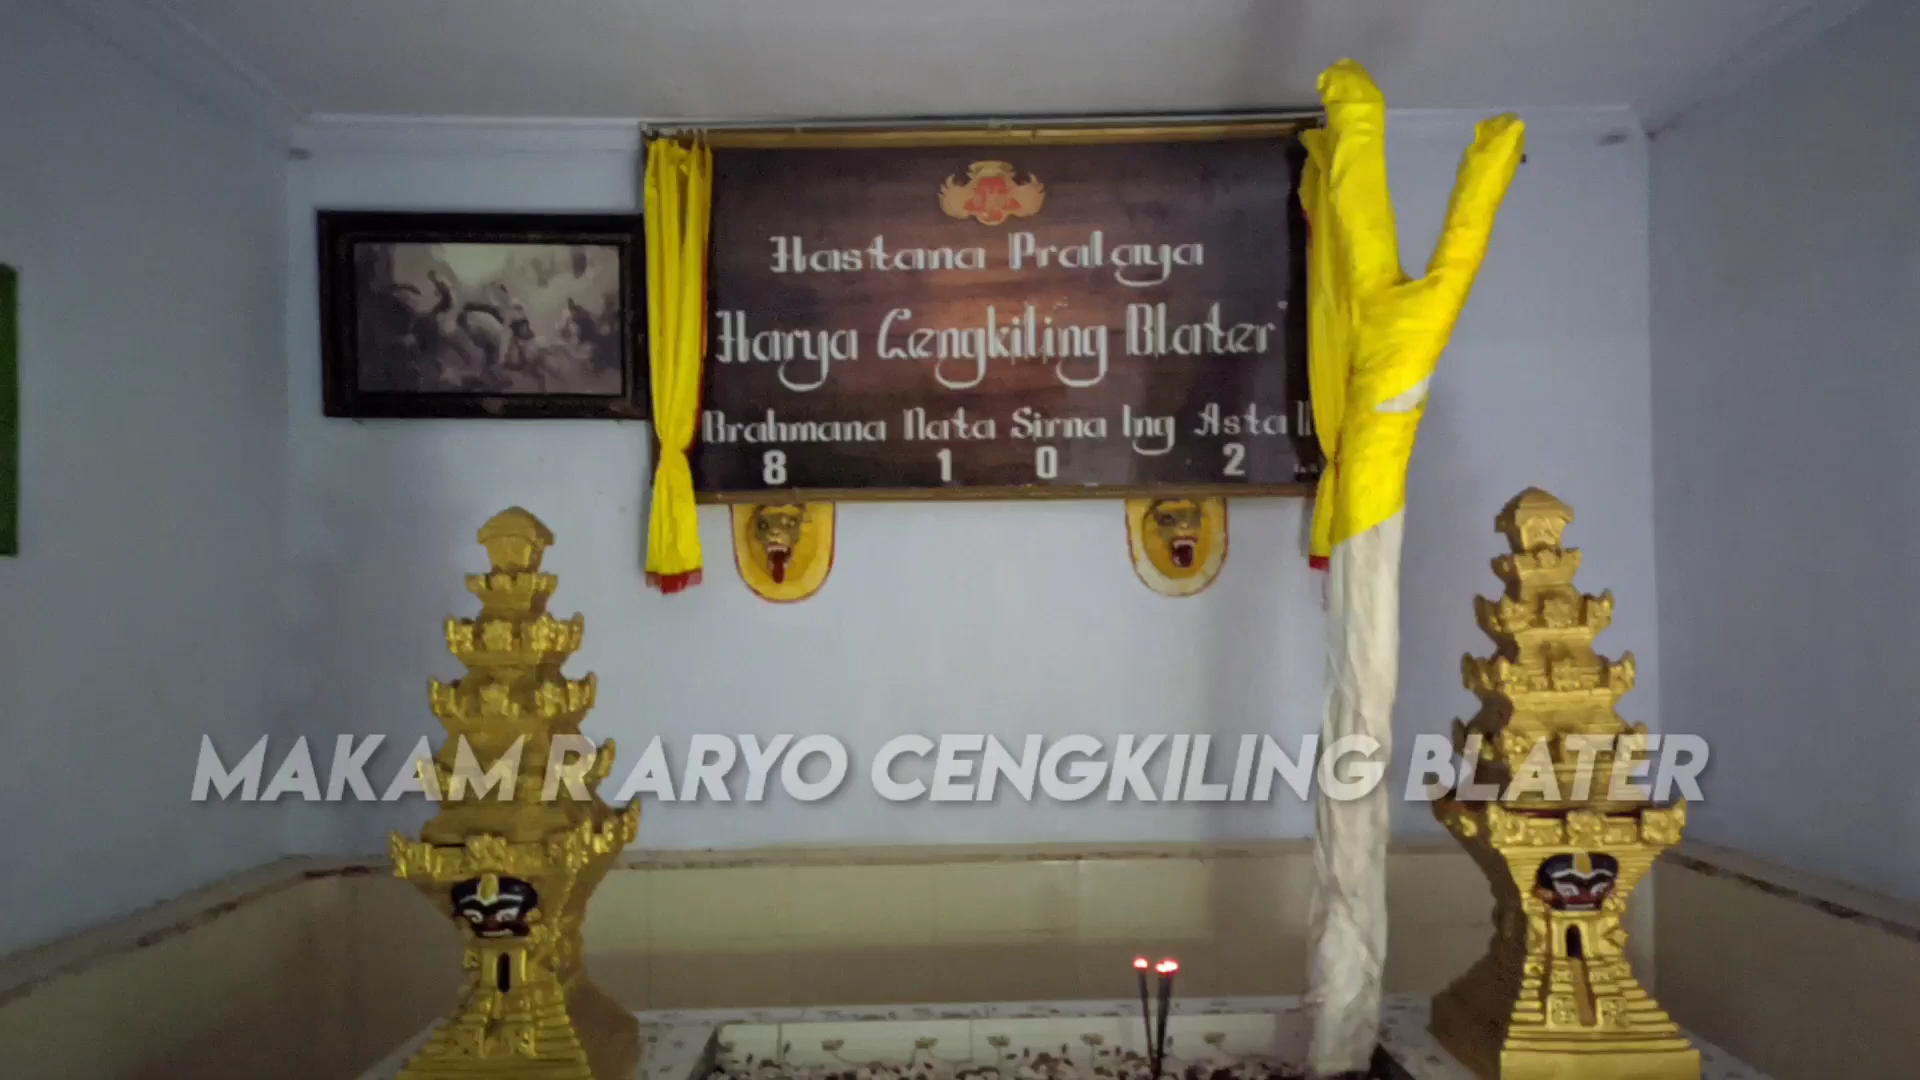 Hastana Pralaya
Harya Cengkiling Blater
Brahmana Nata Sirna Ing Asta
8 1 0 2
MAKAM R ARYO CENGKILING BLATER